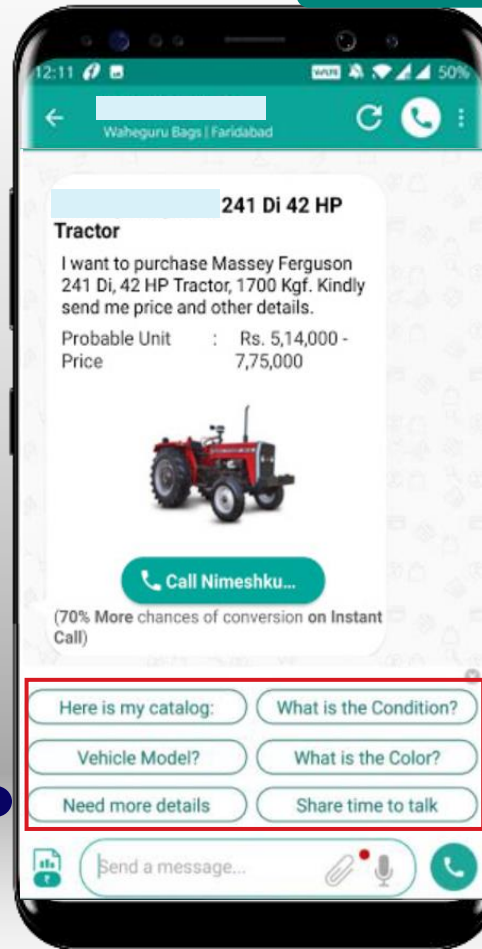 12:11 50%
Waheguru Bags | Faridabad
241 Di 42 HP
Tractor
I want to purchase Massey Ferguson
241 Di, 42 HP Tractor, 1700 Kgf. Kindly
send me price and other details.
Probable Unit : Rs. 5,14,000 -
Price 7,75,000
Call Nimeshku...
(70% More chances of conversion on Instant
Call)
Here is my catalog: What is the Condition?
Vehicle Model? What is the Color?
Need more details Share time to talk
Send a message...